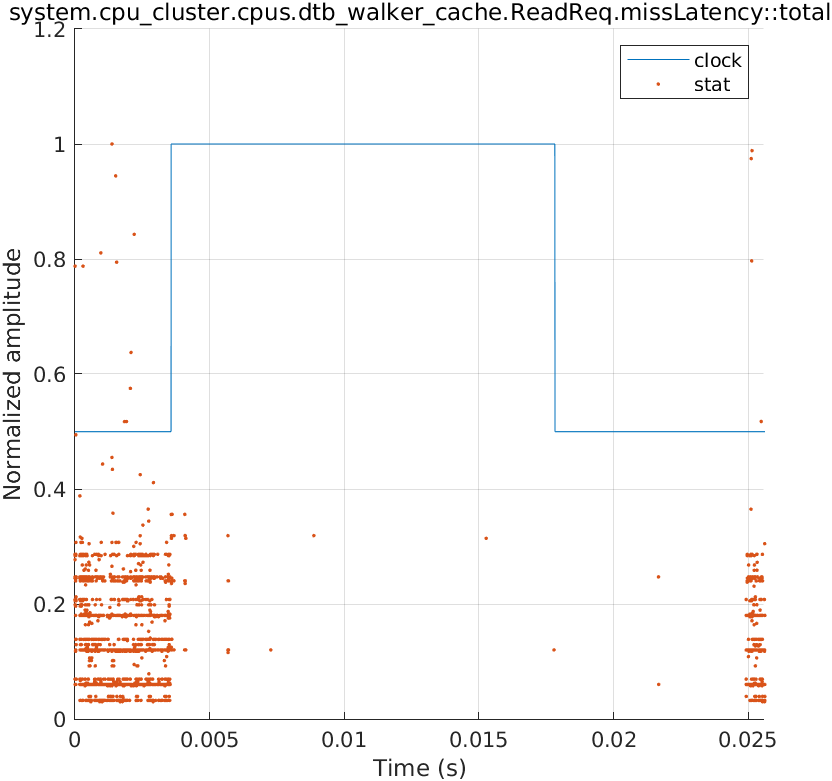 system.cpu_cluster.cpus.dtb_walker_cache.ReadReq.missLatency::total
1.2
clock
stat
1
0.8
0.6
0.4
0.2
0
Normalized amplitude
0 0.005 0.01 0.015 0.02 0.025
Time (s)